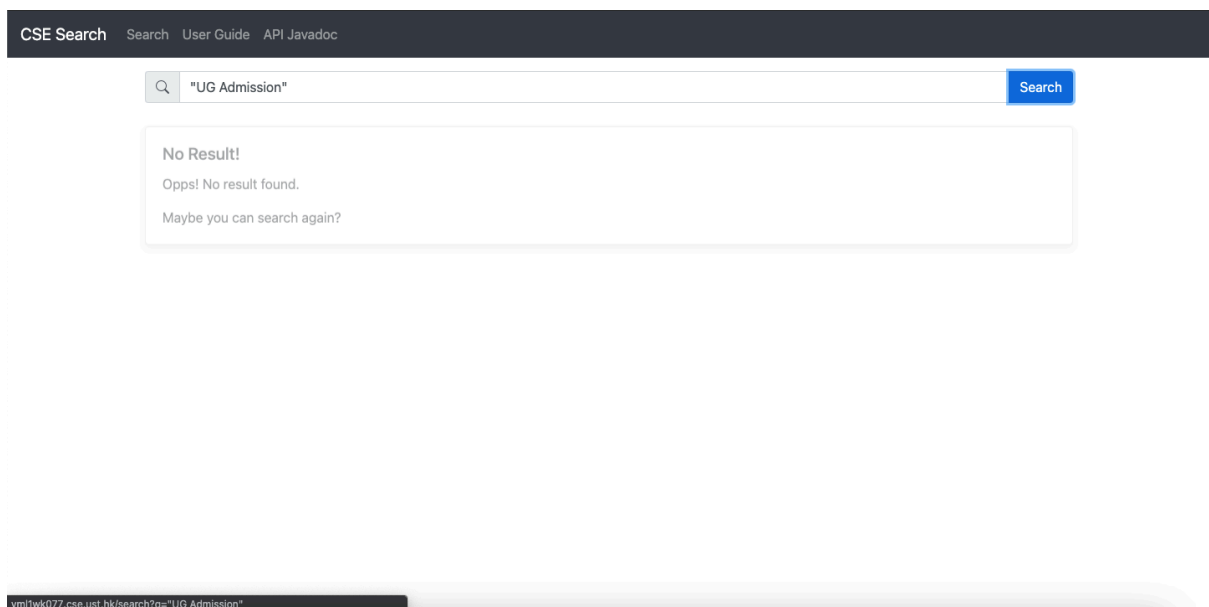 CSE Search Search User Guide API Javadoc
"UG Admission" Search
No Result!
Opps! No result found.
Maybe you can search again?
vml1wk077.cse.ust.hk/search?q="UG Admission"